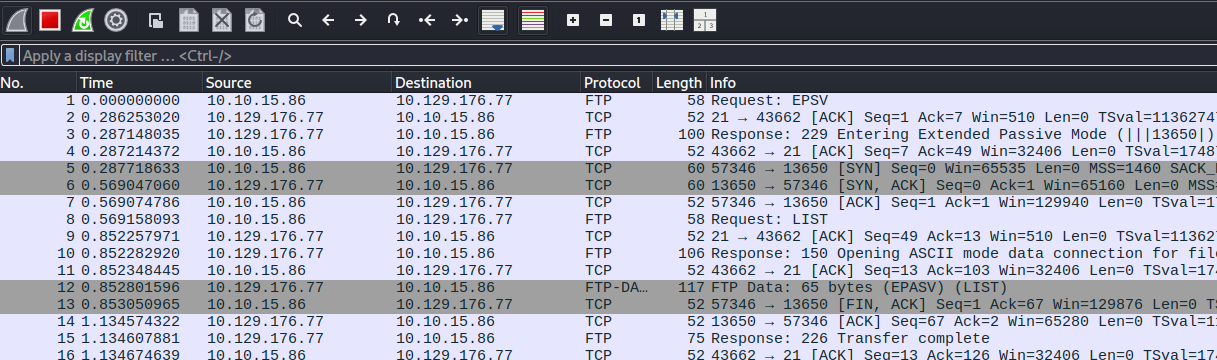 Apply a display filter … <Ctrl-/>
No. Time Source Destination Protocol Length Info
1 0.000000000 10.10.15.86 10.129.176.77 FTP 58 Request: EPSV
2 0.286253020 10.129.176.77 10.10.15.86 TCP 52 21 → 43662 [ACK] Seq=1 Ack=7 Win=510 Len=0 TSval=11362747
3 0.287148035 10.129.176.77 10.10.15.86 FTP 100 Response: 229 Entering Extended Passive Mode (|||13650|)
4 0.287214372 10.10.15.86 10.129.176.77 TCP 52 43662 → 21 [ACK] Seq=7 Ack=49 Win=32406 Len=0 TSval=17487
5 0.287718633 10.10.15.86 10.129.176.77 TCP 60 57346 → 13650 [SYN] Seq=0 Win=65535 Len=0 MSS=1460 SACK_
6 0.569047060 10.129.176.77 10.10.15.86 TCP 60 13650 → 57346 [SYN, ACK] Seq=0 Ack=1 Win=65160 Len=0 MSS=
7 0.569074786 10.10.15.86 10.129.176.77 TCP 52 57346 → 13650 [ACK] Seq=1 Ack=1 Win=129940 Len=0 TSval=1
8 0.569158093 10.10.15.86 10.129.176.77 FTP 58 Request: LIST
9 0.852257971 10.129.176.77 10.10.15.86 TCP 52 21 → 43662 [ACK] Seq=49 Ack=13 Win=510 Len=0 TSval=113627
10 0.852282920 10.129.176.77 10.10.15.86 FTP 106 Response: 150 Opening ASCII mode data connection for file
11 0.852348445 10.10.15.86 10.129.176.77 TCP 52 43662 → 21 [ACK] Seq=13 Ack=103 Win=32406 Len=0 TSval=174
12 0.852801596 10.129.176.77 10.10.15.86 FTP-DA… 117 FTP Data: 65 bytes (EPASV) (LIST)
13 0.853050965 10.10.15.86 10.129.176.77 TCP 52 57346 → 13650 [FIN, ACK] Seq=1 Ack=67 Win=129876 Len=0 TS
14 1.134574322 10.129.176.77 10.10.15.86 TCP 52 13650 → 57346 [ACK] Seq=67 Ack=2 Win=65280 Len=0 TSval=11
15 1.134607881 10.129.176.77 10.10.15.86 FTP 75 Response: 226 Transfer complete
16 1.134674639 10.10.15.86 10.129.176.77 TCP 52 43662 → 21 [ACK] Seq=13 Ack=126 Win=32406 Len=0 TSval=174